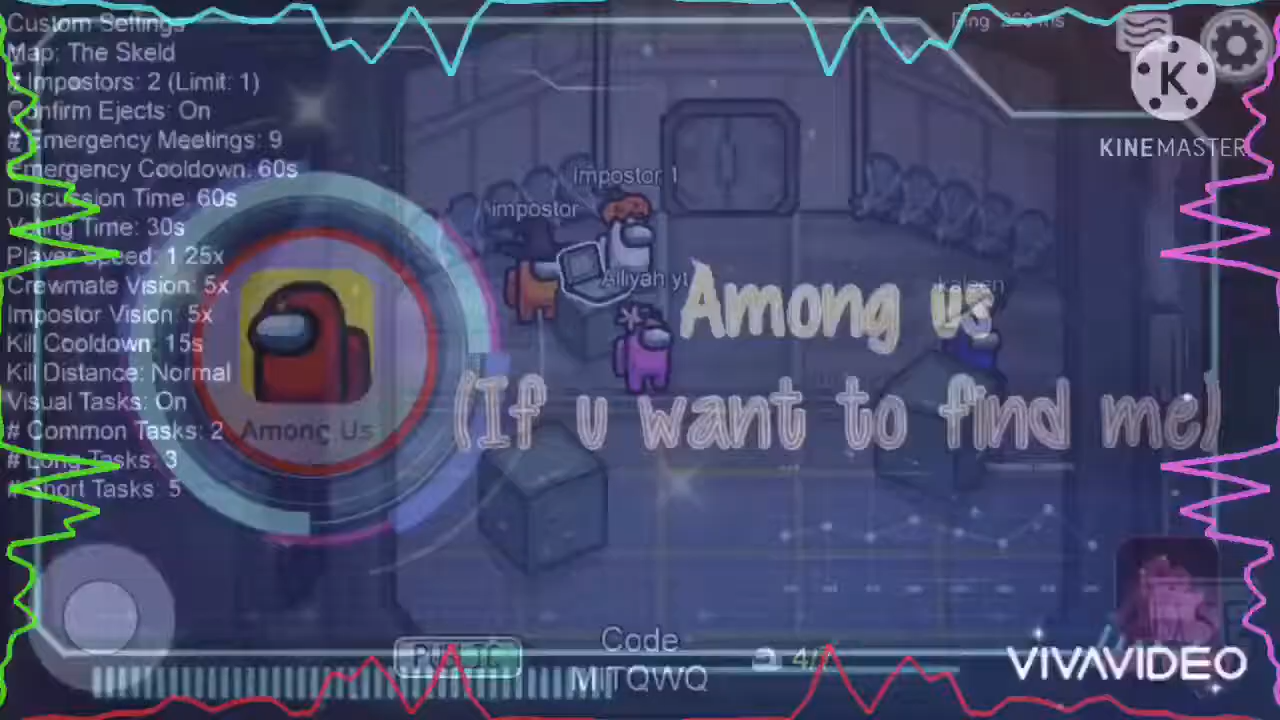 Custom Settings
Map: The Skeld
# Impostors: 2 (Limit: 1)
Confirm Ejects: On
# Emergency Meetings: 9
Emergency Cooldown: 60s
Discussion Time: 60s
Voting Time: 30s
Player Speed: 1.25x
Crewmate Vision: 5x
Impostor Vision: 5x
Kill Cooldown: 15s
Kill Distance: Normal
Visual Tasks: On
# Common Tasks: 2
# Long Tasks: 3
# Short Tasks: 5
Among Us
impostor 1
impostor
Alliyah yt
Among us
(If u want to find me)
K
KINEMASTER
PUBLIC
Code
MITQWQ
VIVAVIDEO